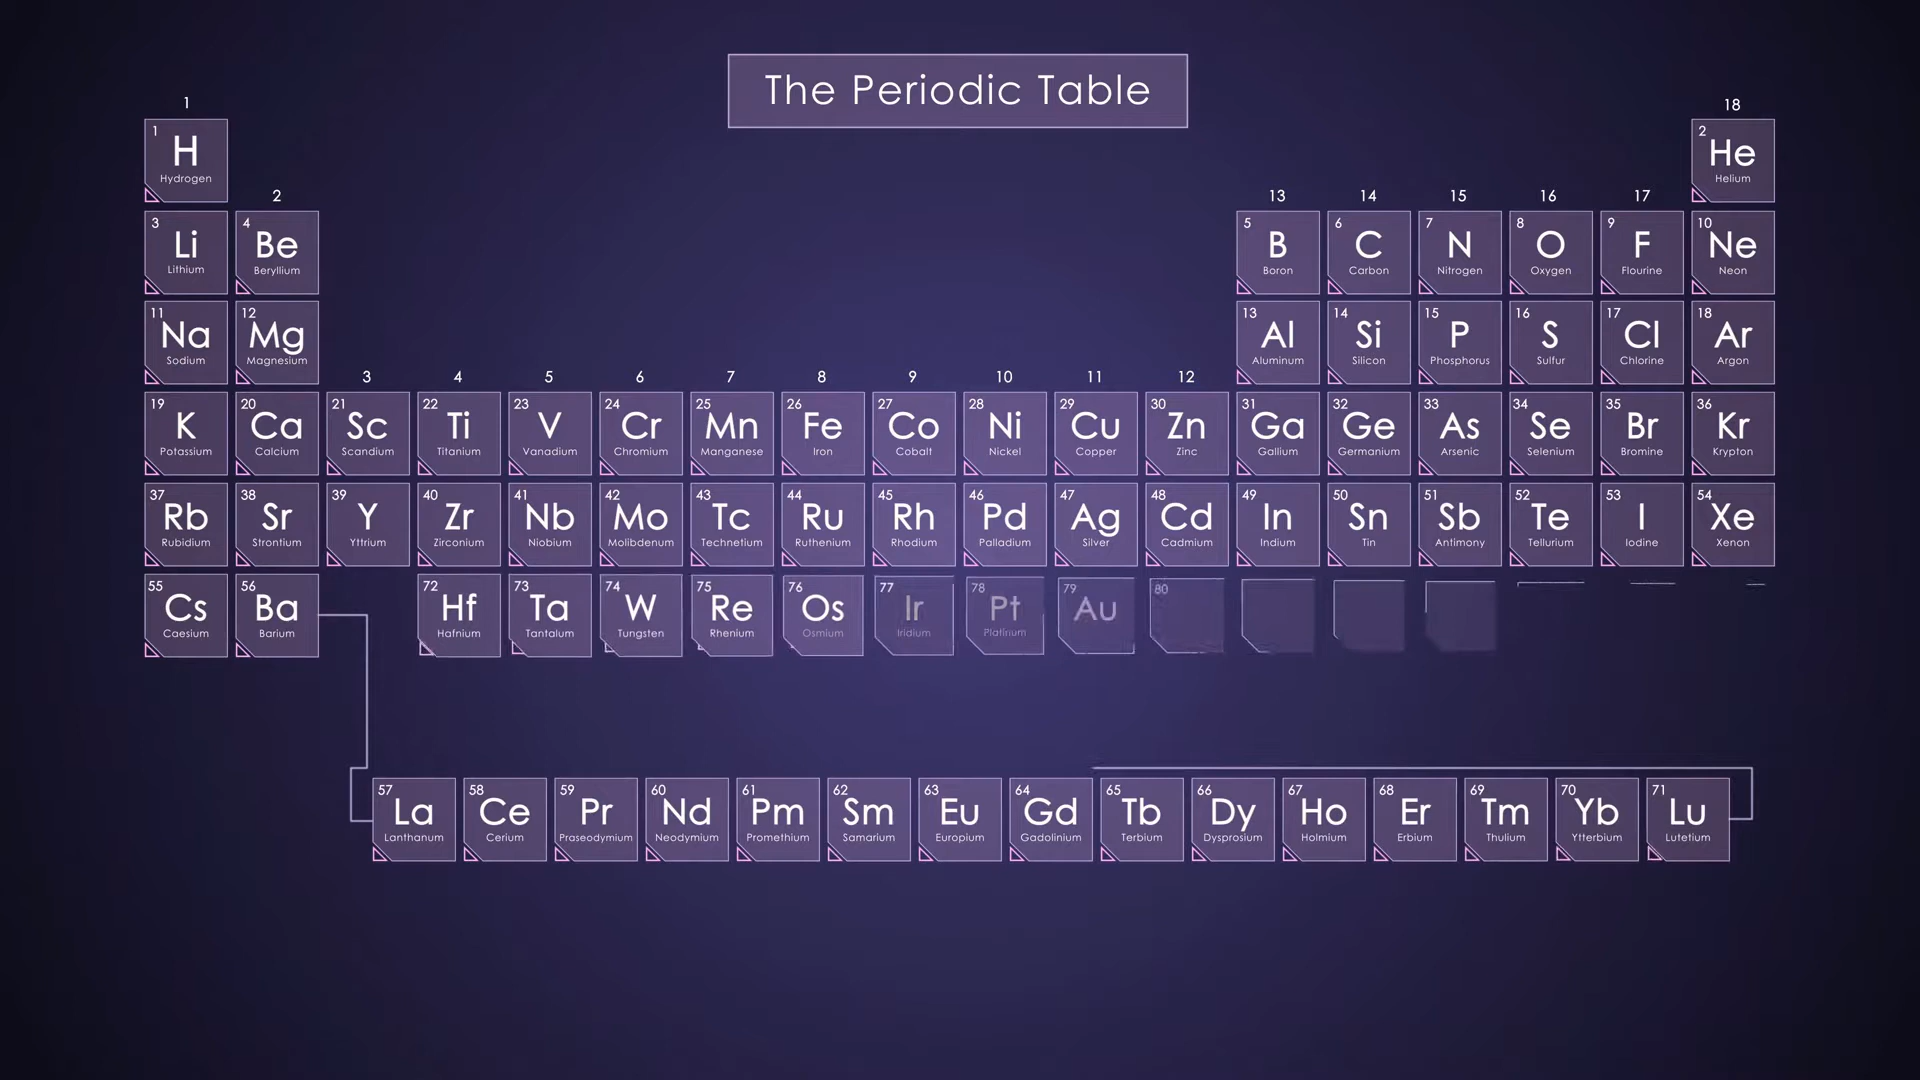 The Periodic Table
1
18
1 H Hydrogen
2 He Helium
2
13 14 15 16 17
3 Li Lithium
4 Be Beryllium
5 B Boron
6 C Carbon
7 N Nitrogen
8 O Oxygen
9 F Flourine
10 Ne Neon
11 Na Sodium
12 Mg Magnesium
13 Al Aluminum
14 Si Silicon
15 P Phosphorus
16 S Sulfur
17 Cl Chlorine
18 Ar Argon
3 4 5 6 7 8 9 10 11 12
19 K Potassium
20 Ca Calcium
21 Sc Scandium
22 Ti Titanium
23 V Vanadium
24 Cr Chromium
25 Mn Manganese
26 Fe Iron
27 Co Cobalt
28 Ni Nickel
29 Cu Copper
30 Zn Zinc
31 Ga Gallium
32 Ge Germanium
33 As Arsenic
34 Se Selenium
35 Br Bromine
36 Kr Krypton
37 Rb Rubidium
38 Sr Strontium
39 Y Yttrium
40 Zr Zirconium
41 Nb Niobium
42 Mo Molibdenum
43 Tc Technetium
44 Ru Ruthenium
45 Rh Rhodium
46 Pd Palladium
47 Ag Silver
48 Cd Cadmium
49 In Indium
50 Sn Tin
51 Sb Antimony
52 Te Tellurium
53 I Iodine
54 Xe Xenon
55 Cs Caesium
56 Ba Barium
72 Hf Hafnium
73 Ta Tantalum
74 W Tungsten
75 Re Rhenium
76 Os Osmium
77 Ir Iridium
78 Pt Platinum
79 Au
80
57 La Lanthanum
58 Ce Cerium
59 Pr Praseodymium
60 Nd Neodymium
61 Pm Promethium
62 Sm Samarium
63 Eu Europium
64 Gd Gadolinium
65 Tb Terbium
66 Dy Dysprosium
67 Ho Holmium
68 Er Erbium
69 Tm Thulium
70 Yb Ytterbium
71 Lu Lutetium